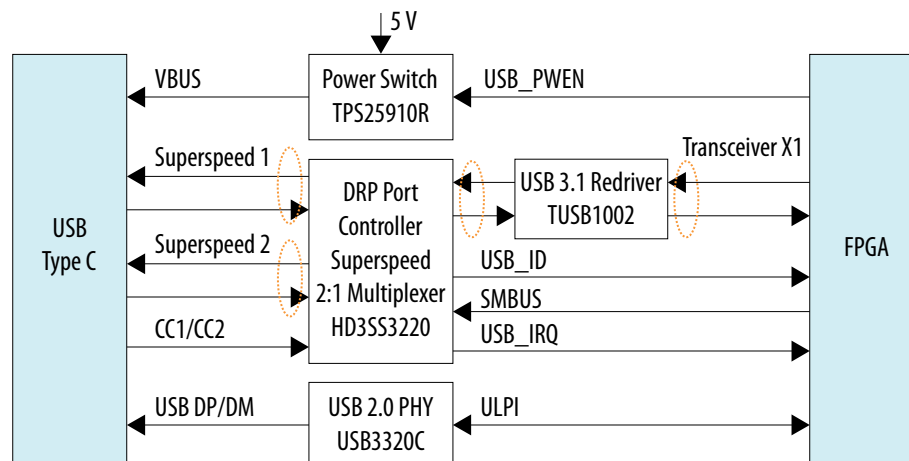 5 V
VBUS
Power Switch
TPS25910R
USB_PWEN
Superspeed 1
Transceiver X1
DRP Port
Controller
Superspeed
2:1 Multiplexer
HD3SS3220
USB 3.1 Redriver
TUSB1002
USB
Type C
Superspeed 2
USB_ID
FPGA
SMBUS
CC1/CC2
USB_IRQ
USB DP/DM
USB 2.0 PHY
USB3320C
ULPI